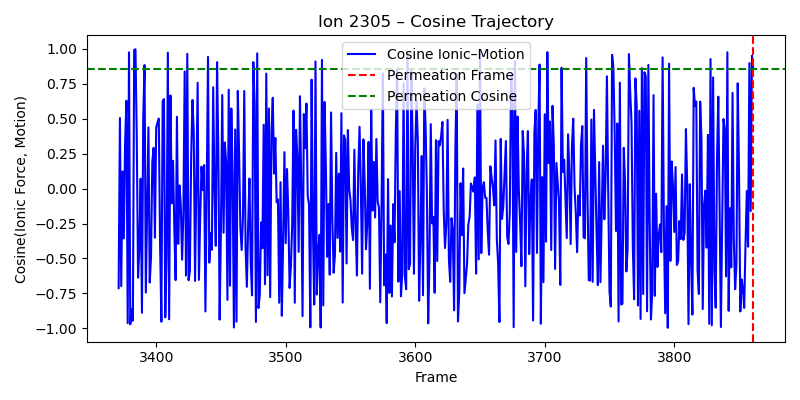 Ion 2305 – Cosine Trajectory
Cosine(Ionic Force, Motion)
1.00
0.75
0.50
0.25
0.00
−0.25
−0.50
−0.75
−1.00
Cosine Ionic–Motion
Permeation Frame
Permeation Cosine
3400
3500
3600
3700
3800
Frame